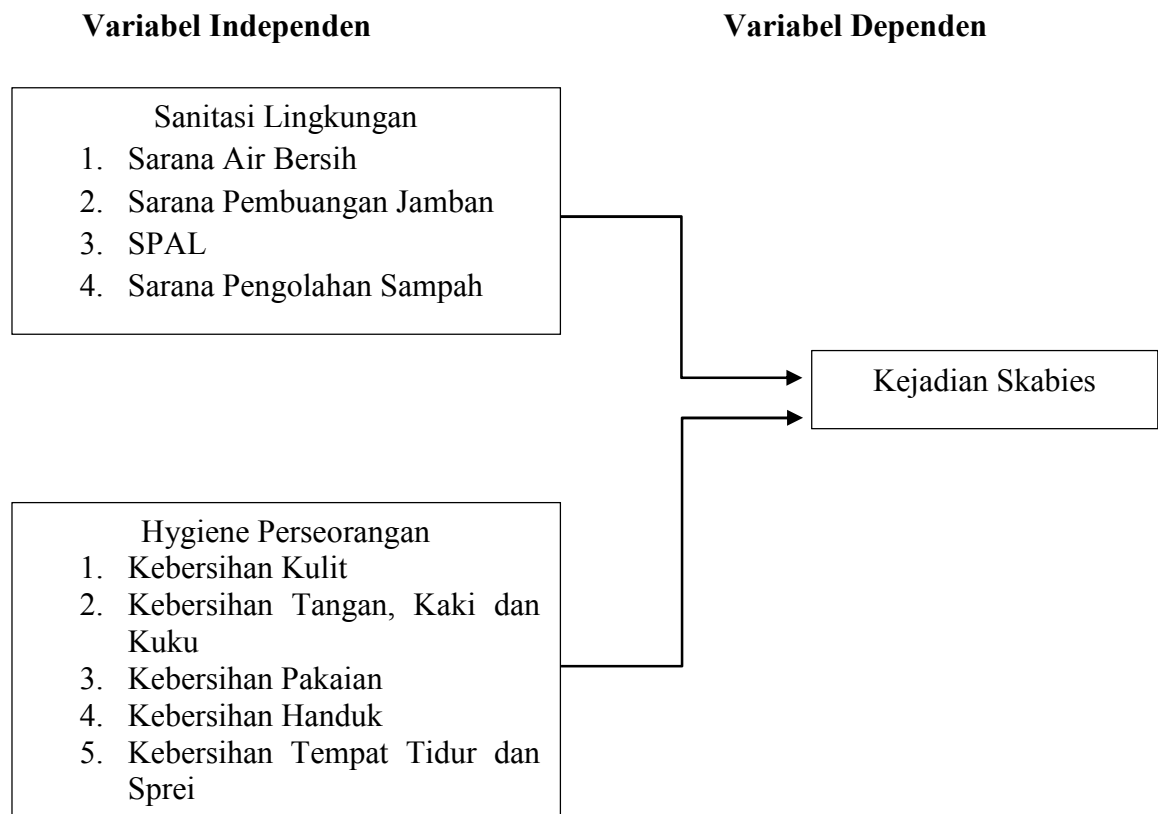 Variabel Independen
Variabel Dependen
Sanitasi Lingkungan
1. Sarana Air Bersih
2. Sarana Pembuangan Jamban
3. SPAL
4. Sarana Pengolahan Sampah
Kejadian Skabies
Hygiene Perseorangan
1. Kebersihan Kulit
2. Kebersihan Tangan, Kaki dan
Kuku
3. Kebersihan Pakaian
4. Kebersihan Handuk
5. Kebersihan Tempat Tidur dan
Sprei